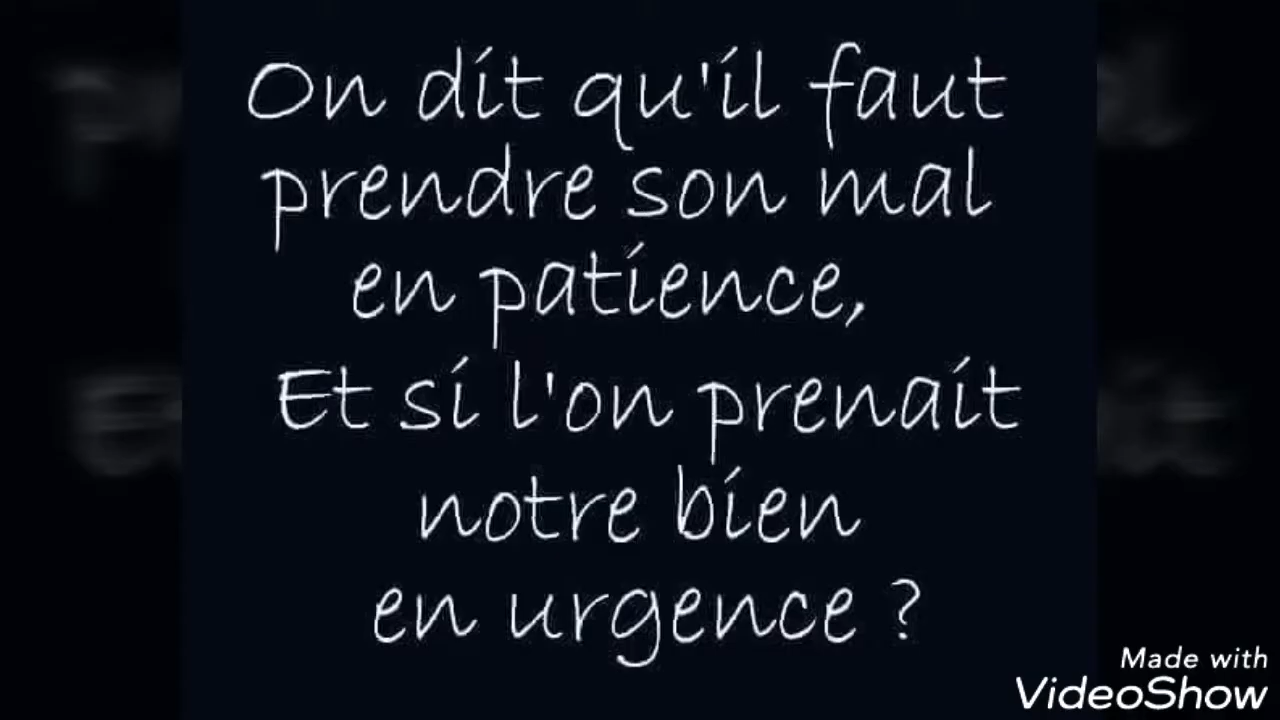 On dit qu'il faut
prendre son mal
en patience,
Et si l'on prenait
notre bien
en urgence ?
Made with
VideoShow